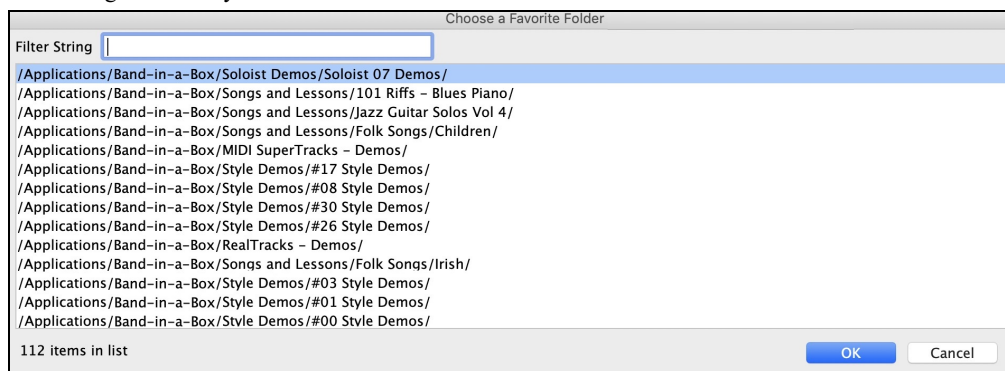 Choose a Favorite Folder
Filter String
/Applications/Band-in-a-Box/Soloist Demos/Soloist 07 Demos/
/Applications/Band-in-a-Box/Songs and Lessons/101 Riffs – Blues Piano/
/Applications/Band-in-a-Box/Songs and Lessons/Jazz Guitar Solos Vol 4/
/Applications/Band-in-a-Box/Songs and Lessons/Folk Songs/Children/
/Applications/Band-in-a-Box/MIDI SuperTracks – Demos/
/Applications/Band-in-a-Box/Style Demos/#17 Style Demos/
/Applications/Band-in-a-Box/Style Demos/#08 Style Demos/
/Applications/Band-in-a-Box/Style Demos/#30 Style Demos/
/Applications/Band-in-a-Box/Style Demos/#26 Style Demos/
/Applications/Band-in-a-Box/RealTracks – Demos/
/Applications/Band-in-a-Box/Songs and Lessons/Folk Songs/Irish/
/Applications/Band-in-a-Box/Style Demos/#03 Style Demos/
/Applications/Band-in-a-Box/Style Demos/#01 Style Demos/
/Applications/Band-in-a-Box/Style Demos/#00 Style Demos/
112 items in list
OK
Cancel